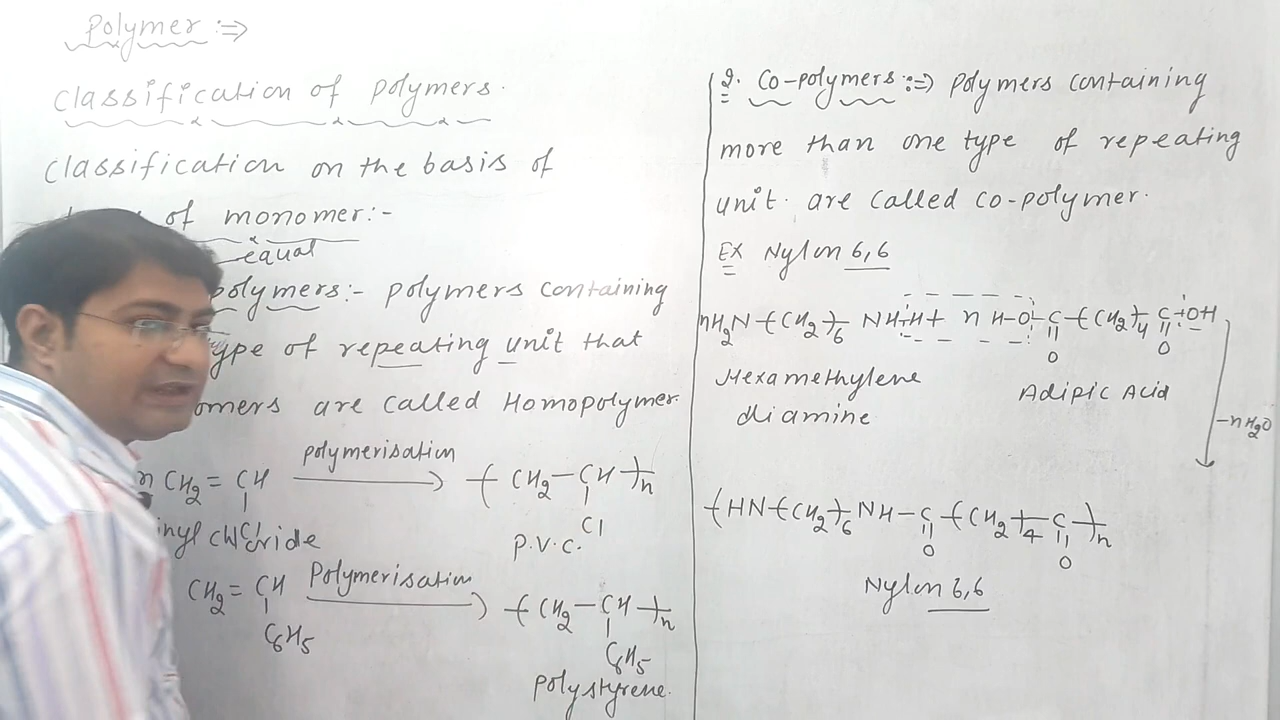 Polymer :⇒
Classification of polymers.
Classification on the basis of
of monomer:-
equal
polymers:- polymers containing
type of repeating unit that
omers are called Homopolymer.
n CH2 = CH polymerisation ⟶ -( CH2 - CH )-n
Cl Cl
inyl chloride P.V.C.
CH2 = CH Polymerisation ⟶ -( CH2 - CH )-n
C6H5 C6H5
polystyrene.
2. Co-polymers :⇒ polymers containing
more than one type of repeating
unit. are called co-polymer.
Ex Nylon 6,6
nH2N-(CH2)-6 NH-H + n H-O-C-(CH2)-4 C-OH
O O
Hexamethylene Adipic Acid
diamine
-nH2O
-(HN-(CH2)-6 NH-C-(CH2)-4 C-)-n
O O
Nylon 6,6